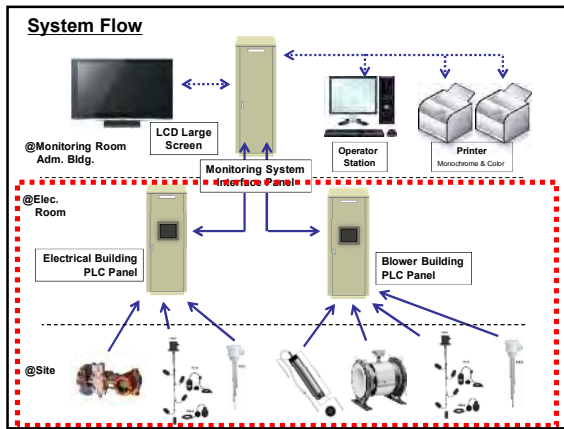 System Flow
LCD Large
Screen
@Monitoring Room
Adm. Bldg.
Operator
Station
Printer
Monochrome & Color
Monitoring System
Interface Panel
@Elec.
Room
Electrical Building
PLC Panel
Blower Building
PLC Panel
@Site